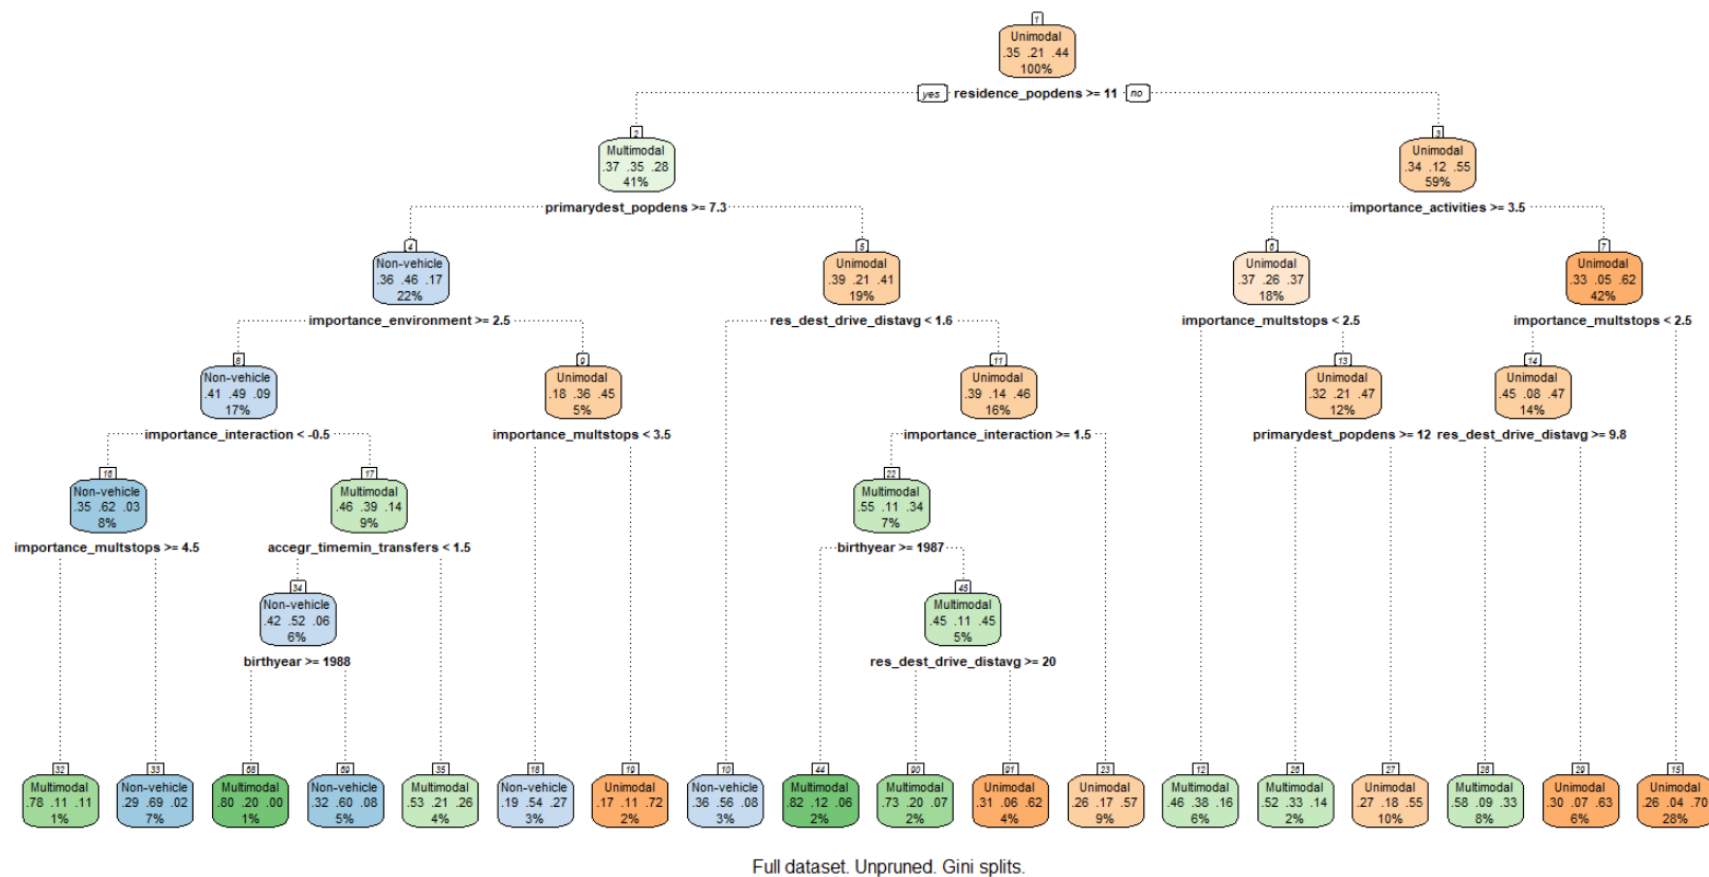 1
Unimodal
.35 .21 .44
100%
yes residence_popdens >= 11 no
2
Multimodal
.37 .35 .28
41%
3
Unimodal
.34 .12 .55
59%
primarydest_popdens >= 7.3
importance_activities >= 3.5
4
Non-vehicle
.36 .46 .17
22%
5
Unimodal
.39 .21 .41
19%
6
Unimodal
.37 .26 .37
18%
7
Unimodal
.33 .05 .62
42%
importance_environment >= 2.5
res_dest_drive_distavg < 1.6
importance_multstops < 2.5
importance_multstops < 2.5
8
Non-vehicle
.41 .49 .09
17%
9
Unimodal
.18 .36 .45
5%
11
Unimodal
.39 .14 .46
16%
13
Unimodal
.32 .21 .47
12%
14
Unimodal
.45 .08 .47
14%
importance_interaction < -0.5
importance_multstops < 3.5
importance_interaction >= 1.5
primarydest_popdens >= 12
res_dest_drive_distavg >= 9.8
16
Non-vehicle
.35 .62 .03
8%
17
Multimodal
.46 .39 .14
9%
22
Multimodal
.55 .11 .34
7%
importance_multstops >= 4.5
accegr_timemin_transfers < 1.5
birthyear >= 1987
34
Non-vehicle
.42 .52 .06
6%
45
Multimodal
.45 .11 .45
5%
birthyear >= 1988
res_dest_drive_distavg >= 20
32
Multimodal
.78 .11 .11
1%
33
Non-vehicle
.29 .69 .02
7%
68
Multimodal
.80 .20 .00
1%
69
Non-vehicle
.32 .60 .08
5%
35
Multimodal
.53 .21 .26
4%
18
Non-vehicle
.19 .54 .27
3%
19
Unimodal
.17 .11 .72
2%
10
Non-vehicle
.36 .56 .08
3%
44
Multimodal
.82 .12 .06
2%
90
Multimodal
.73 .20 .07
2%
91
Unimodal
.31 .06 .62
4%
23
Unimodal
.26 .17 .57
9%
12
Multimodal
.46 .38 .16
6%
26
Multimodal
.52 .33 .14
2%
27
Unimodal
.27 .18 .55
10%
28
Multimodal
.58 .09 .33
8%
29
Unimodal
.30 .07 .63
6%
15
Unimodal
.26 .04 .70
28%
Full dataset. Unpruned. Gini splits.